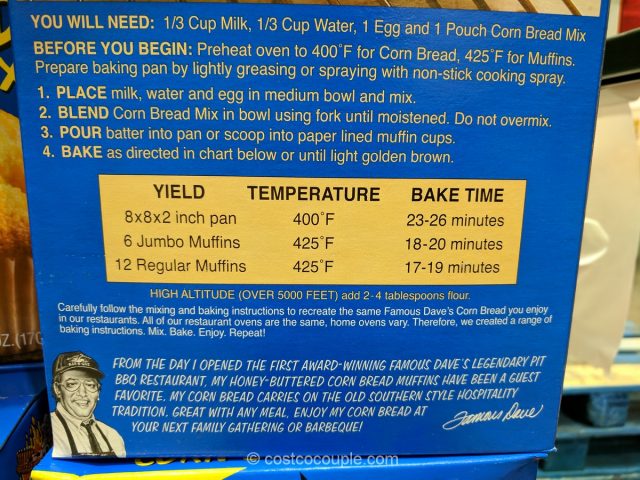 YOU WILL NEED: 1/3 Cup Milk, 1/3 Cup Water, 1 Egg and 1 Pouch Corn Bread Mix
BEFORE YOU BEGIN: Preheat oven to 400°F for Corn Bread, 425°F for Muffins.
Prepare baking pan by lightly greasing or spraying with non-stick cooking spray.
1. PLACE milk, water and egg in medium bowl and mix.
2. BLEND Corn Bread Mix in bowl using fork until moistened. Do not overmix.
3. POUR batter into pan or scoop into paper lined muffin cups.
4. BAKE as directed in chart below or until light golden brown.
YIELD TEMPERATURE BAKE TIME
8x8x2 inch pan 400°F 23-26 minutes
6 Jumbo Muffins 425°F 18-20 minutes
12 Regular Muffins 425°F 17-19 minutes
HIGH ALTITUDE (OVER 5000 FEET) add 2-4 tablespoons flour.
Carefully follow the mixing and baking instructions to recreate the same Famous Dave's Corn Bread you enjoy
in our restaurants. All of our restaurant ovens are the same, home ovens vary. Therefore, we created a range of
baking instructions. Mix. Bake. Enjoy. Repeat!
FROM THE DAY I OPENED THE FIRST AWARD-WINNING FAMOUS DAVE'S LEGENDARY PIT
BBQ RESTAURANT, MY HONEY-BUTTERED CORN BREAD MUFFINS HAVE BEEN A GUEST
FAVORITE. MY CORN BREAD CARRIES ON THE OLD SOUTHERN STYLE HOSPITALITY
TRADITION. GREAT WITH ANY MEAL, ENJOY MY CORN BREAD AT
YOUR NEXT FAMILY GATHERING OR BARBEQUE!
Famous Dave
© costcocouple.com